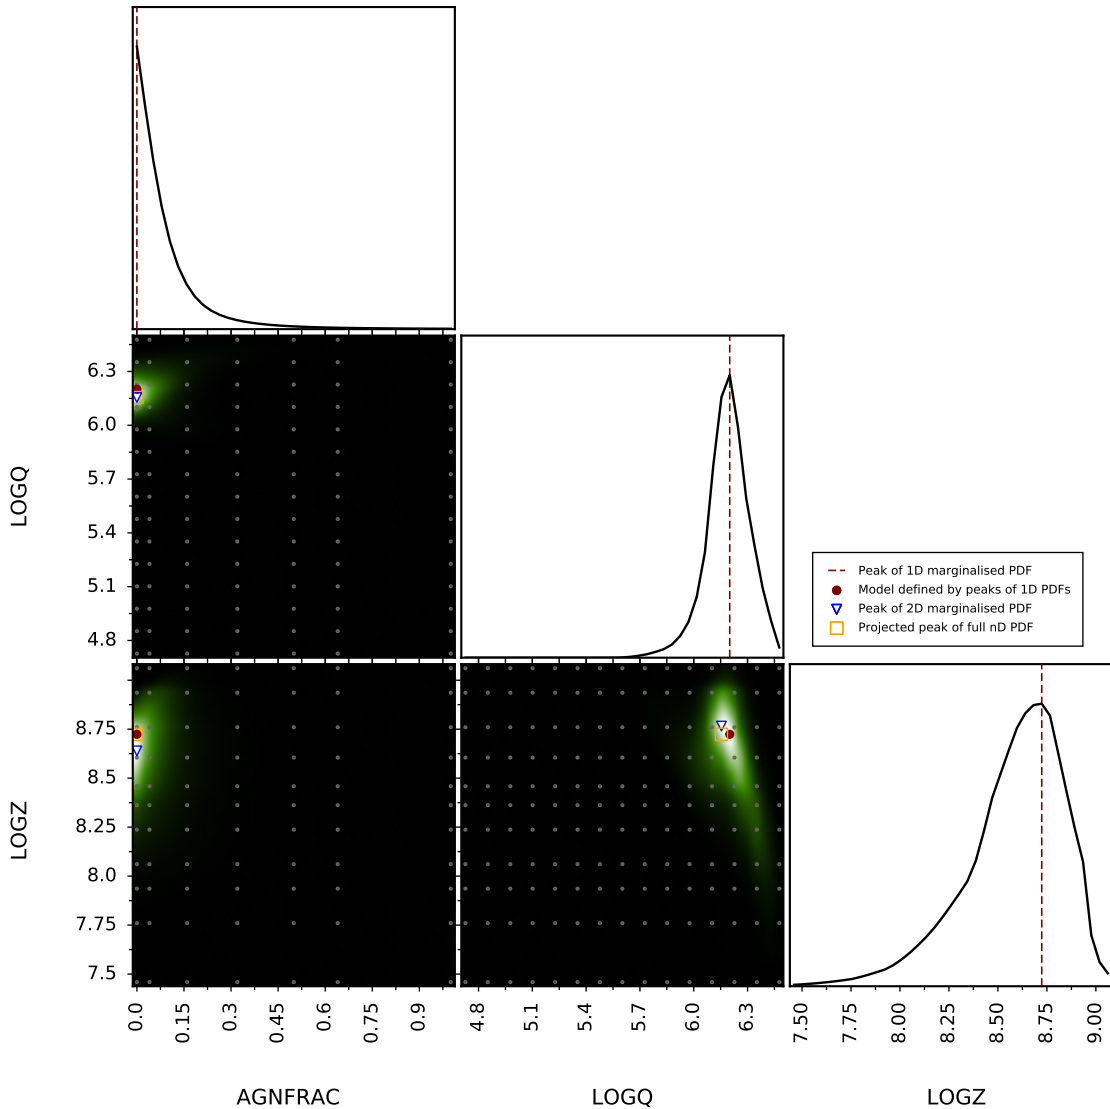 6.3
6.0
5.7
5.4
5.1
4.8
LOGQ
Peak of 1D marginalised PDF
Model defined by peaks of 1D PDFs
Peak of 2D marginalised PDF
Projected peak of full nD PDF
8.75
8.5
8.25
8.0
7.75
7.5
LOGZ
0.0 0.15 0.3 0.45 0.6 0.75 0.9
4.8 5.1 5.4 5.7 6.0 6.3
7.50 7.75 8.00 8.25 8.50 8.75 9.00
AGNFRAC LOGQ LOGZ